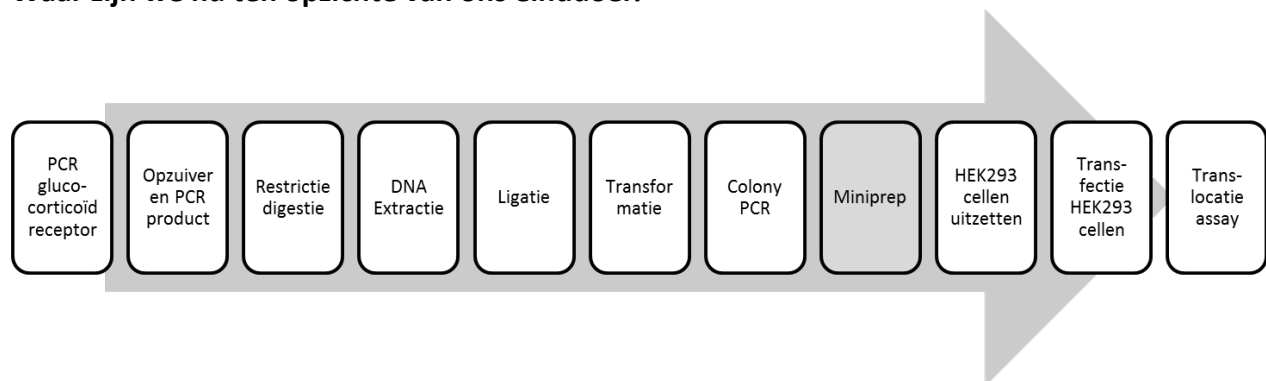 PCR
gluco-
corticoïd
receptor
Opzuiver
en PCR
product
Restrictie
digestie
DNA
Extractie
Ligatie
Transfor
matie
Colony
PCR
Miniprep
HEK293
cellen
uitzetten
Trans-
fectie
HEK293
cellen
Trans-
locatie
assay